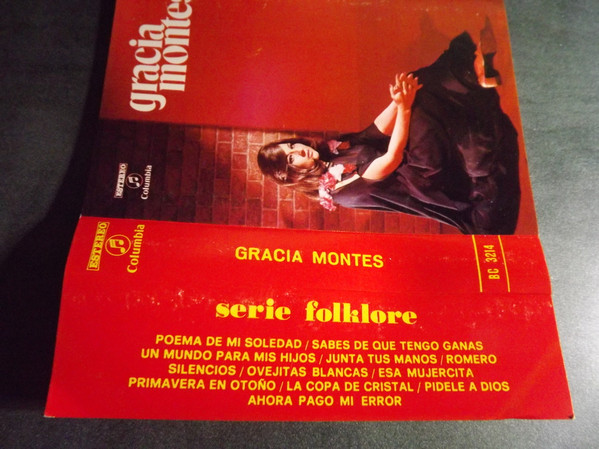 gracia
montes
ESTEREO
Columbia
ESTEREO
Columbia
GRACIA MONTES
BC 3214
serie folklore
POEMA DE MI SOLEDAD / SABES DE QUE TENGO GANAS
UN MUNDO PARA MIS HIJOS / JUNTA TUS MANOS / ROMERO
SILENCIOS / OVEJITAS BLANCAS / ESA MUJERCITA
PRIMAVERA EN OTOÑO / LA COPA DE CRISTAL / PIDELE A DIOS
AHORA PAGO MI ERROR